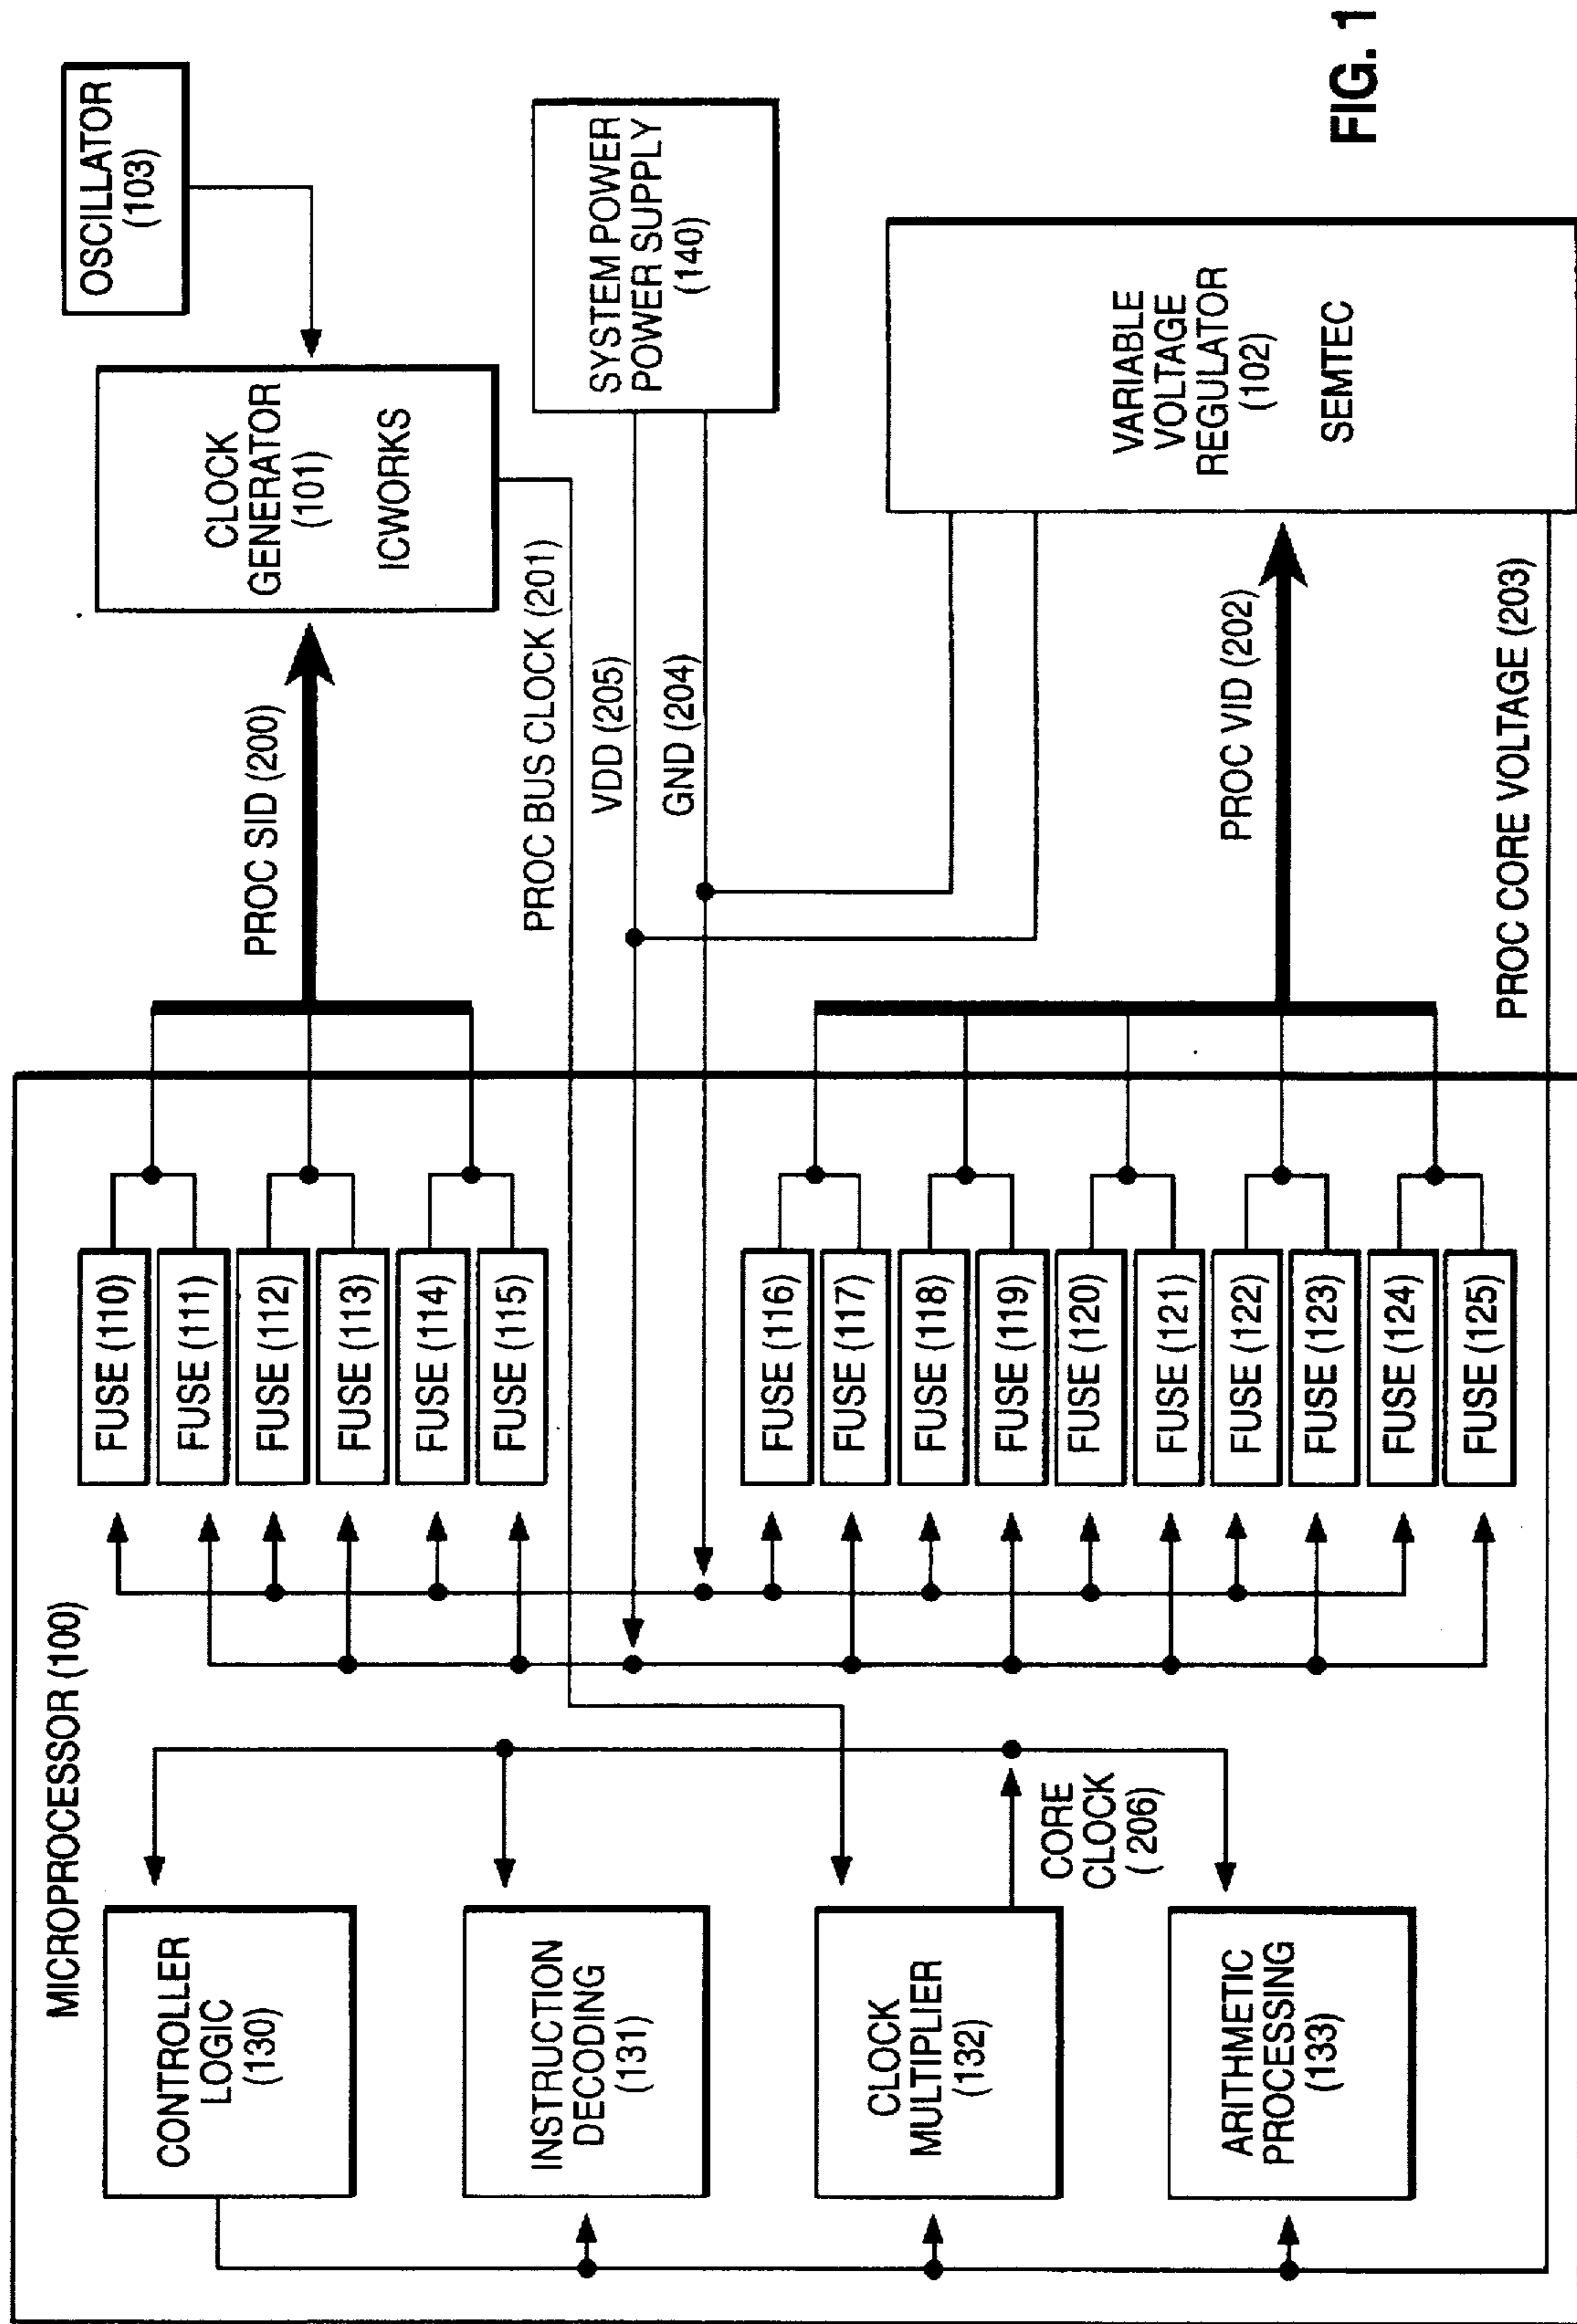 MICROPROCESSOR (100)
CONTROLLER
LOGIC
(130)
INSTRUCTION
DECODING
(131)
CLOCK
MULTIPLIER
(132)
ARITHMETIC
PROCESSING
(133)
CORE
CLOCK
( 206)
FUSE (110)
FUSE (111)
FUSE (112)
FUSE (113)
FUSE (114)
FUSE (115)
FUSE (116)
FUSE (117)
FUSE (118)
FUSE (119)
FUSE (120)
FUSE (121)
FUSE (122)
FUSE (123)
FUSE (124)
FUSE (125)
PROC SID (200)
PROC BUS CLOCK (201)
VDD (205)
GND (204)
PROC VID (202)
PROC CORE VOLTAGE (203)
CLOCK
GENERATOR
(101)
ICWORKS
OSCILLATOR
(103)
SYSTEM POWER
POWER SUPPLY
(140)
VARIABLE
VOLTAGE
REGULATOR
(102)
SEMTEC
FIG. 1